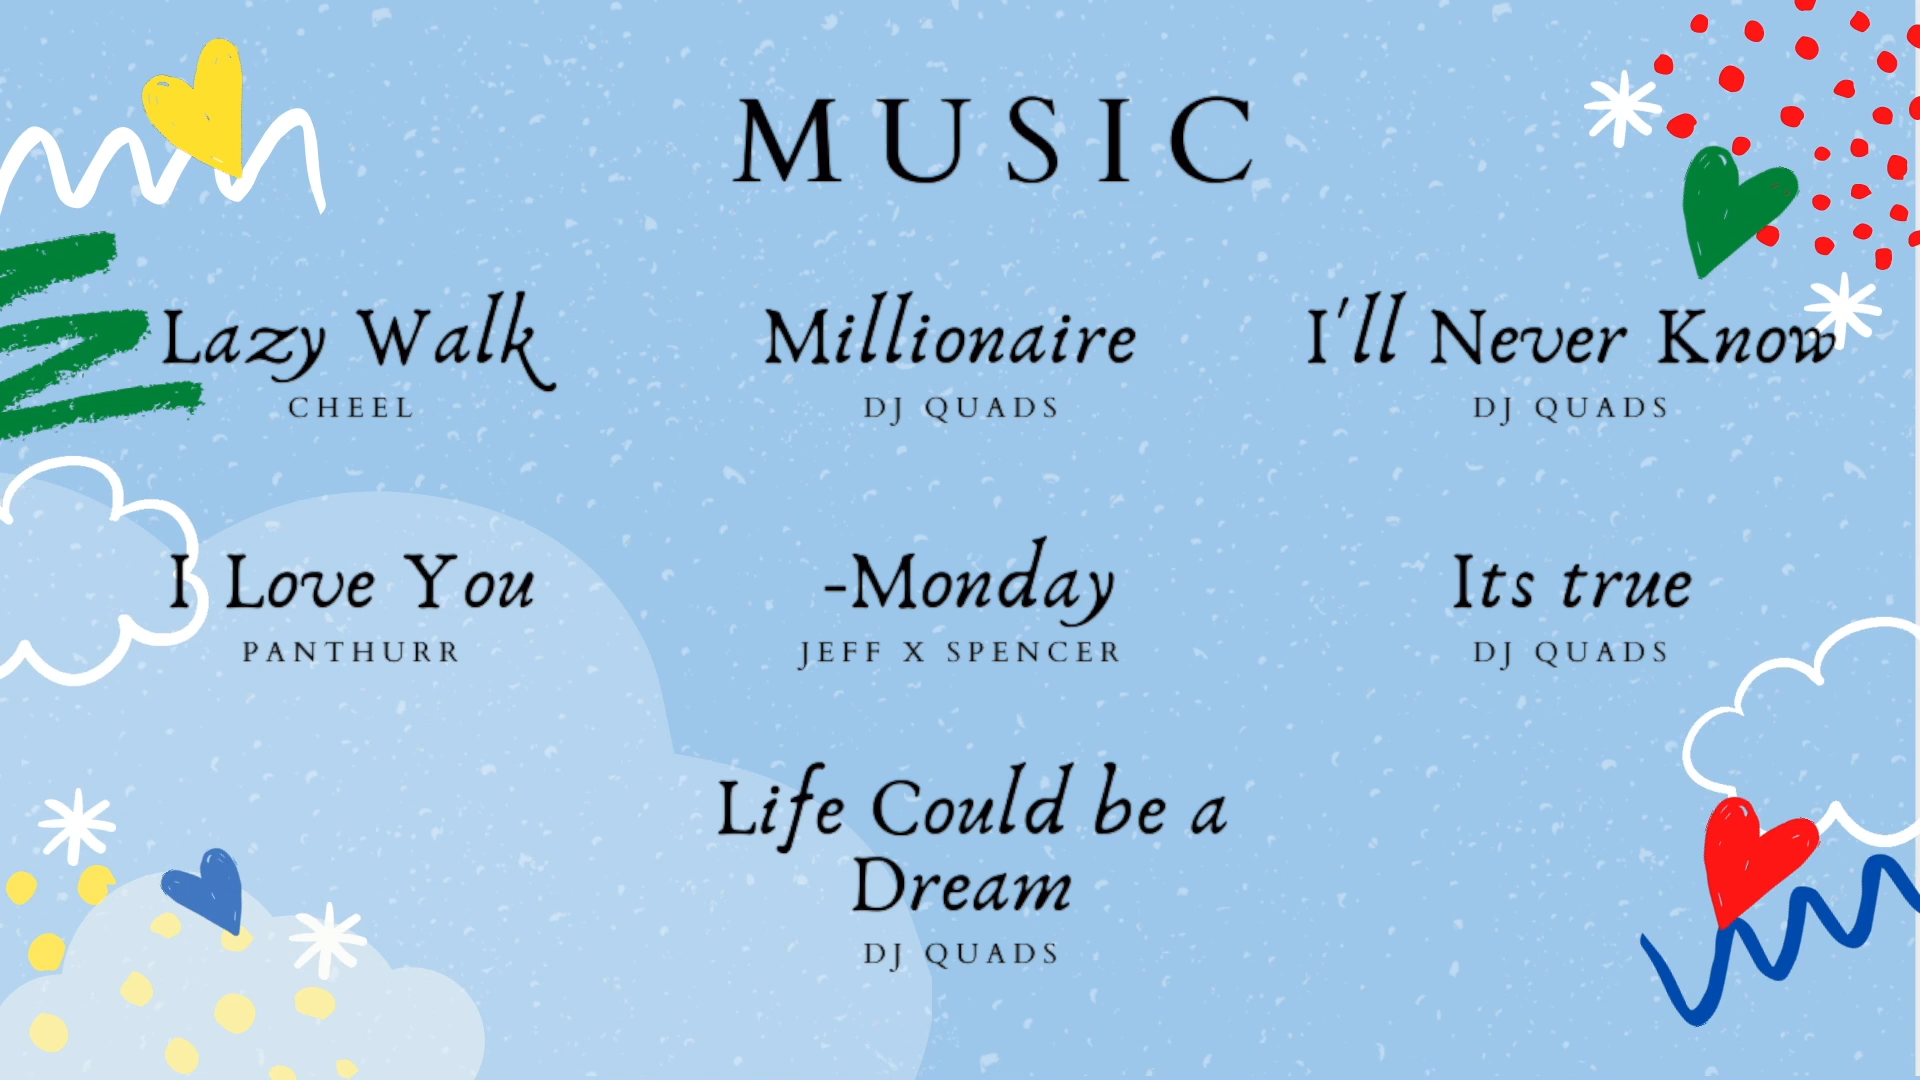 MUSIC
Lazy Walk
CHEEL
Millionaire
DJ QUADS
I'll Never Know
DJ QUADS
I Love You
PANTHURR
-Monday
JEFF X SPENCER
Its true
DJ QUADS
Life Could be a
Dream
DJ QUADS